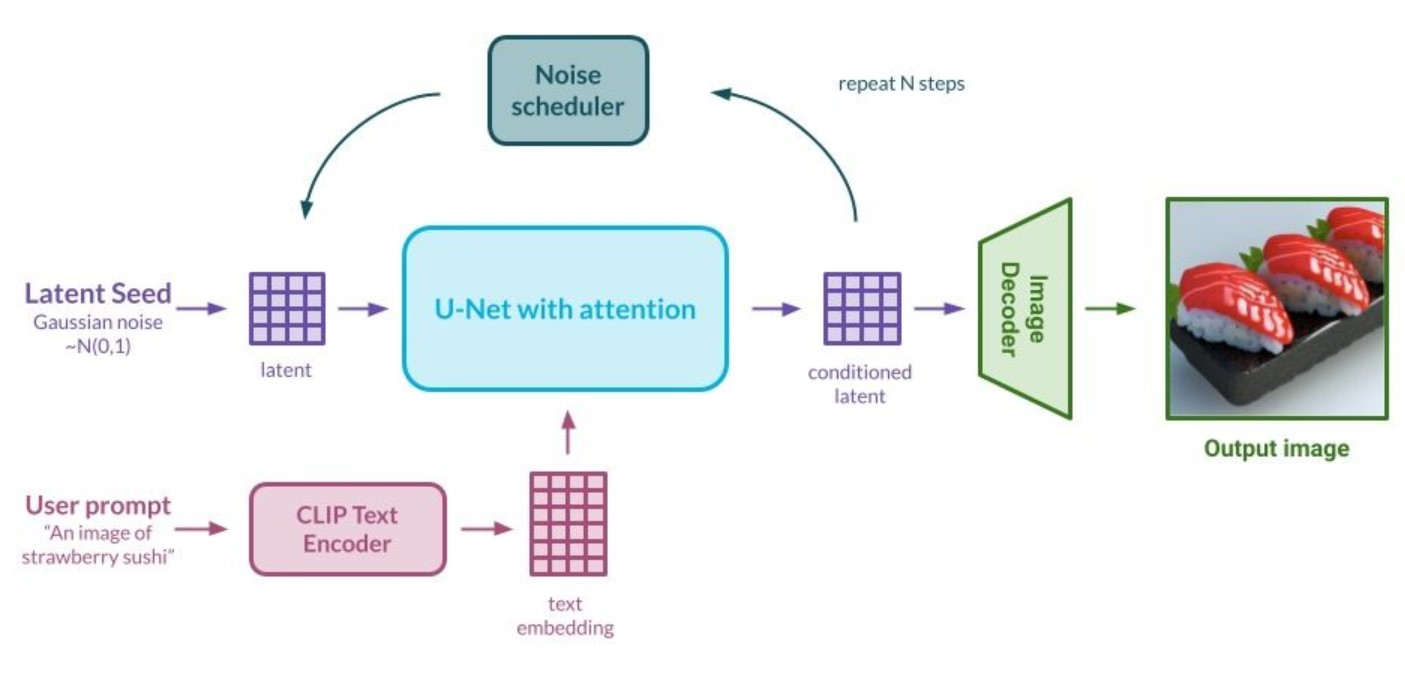 Noise
scheduler
repeat N steps
Latent Seed
Gaussian noise
~N(0,1)
latent
U-Net with attention
conditioned
latent
Image
Decoder
Output image
User prompt
“An image of
strawberry sushi”
CLIP Text
Encoder
text
embedding